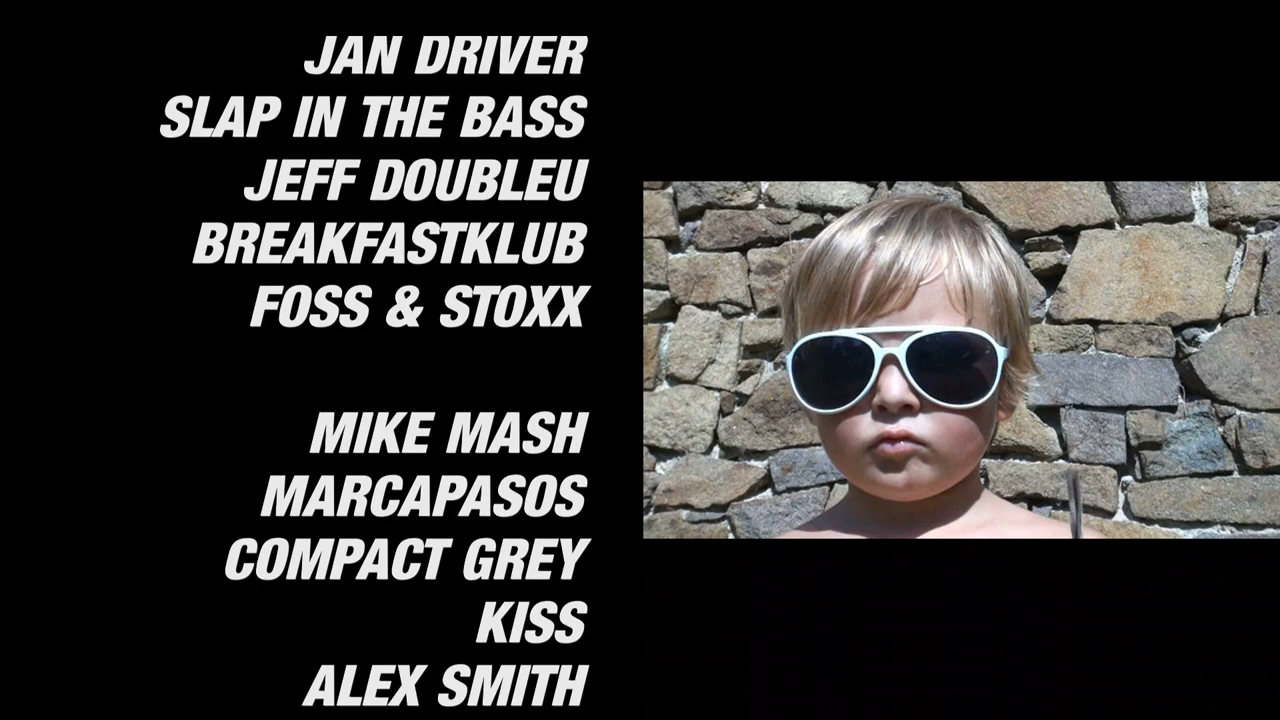 JAN DRIVER
SLAP IN THE BASS
JEFF DOUBLEU
BREAKFASTKLUB
FOSS & STOXX
MIKE MASH
MARCAPASOS
COMPACT GREY
KISS
ALEX SMITH